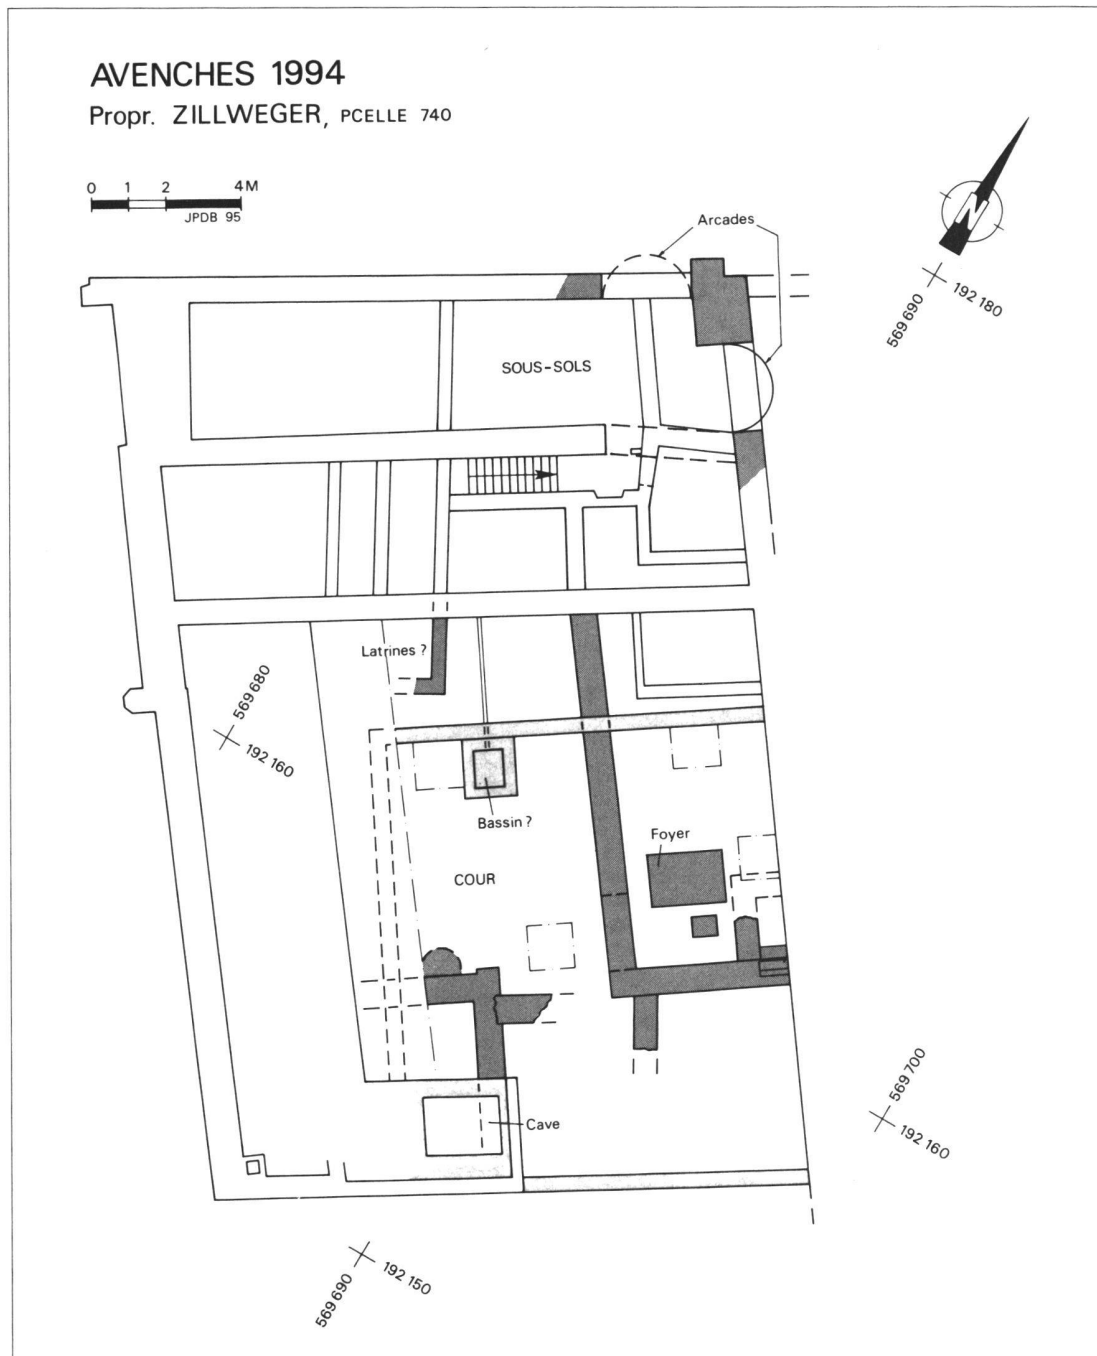 AVENCHES 1994
Propr. ZILLWEGER, PCELLE 740
0 1 2 4M
JPDB 95
N
Arcades
569 690
192 180
SOUS-SOLS
Latrines ?
569 680
192 160
Bassin ?
Foyer
COUR
569 700
192 160
Cave
569 690
192 150